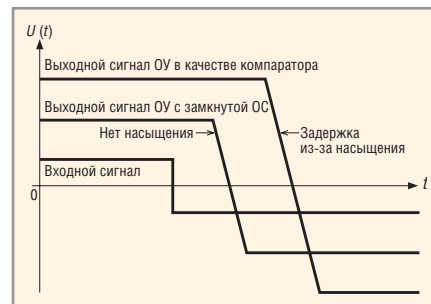 U (t)
Выходной сигнал ОУ в качестве компаратора
Выходной сигнал ОУ с замкнутой ОС
Нет насыщения
Задержка
из-за насыщения
Входной сигнал
0
t